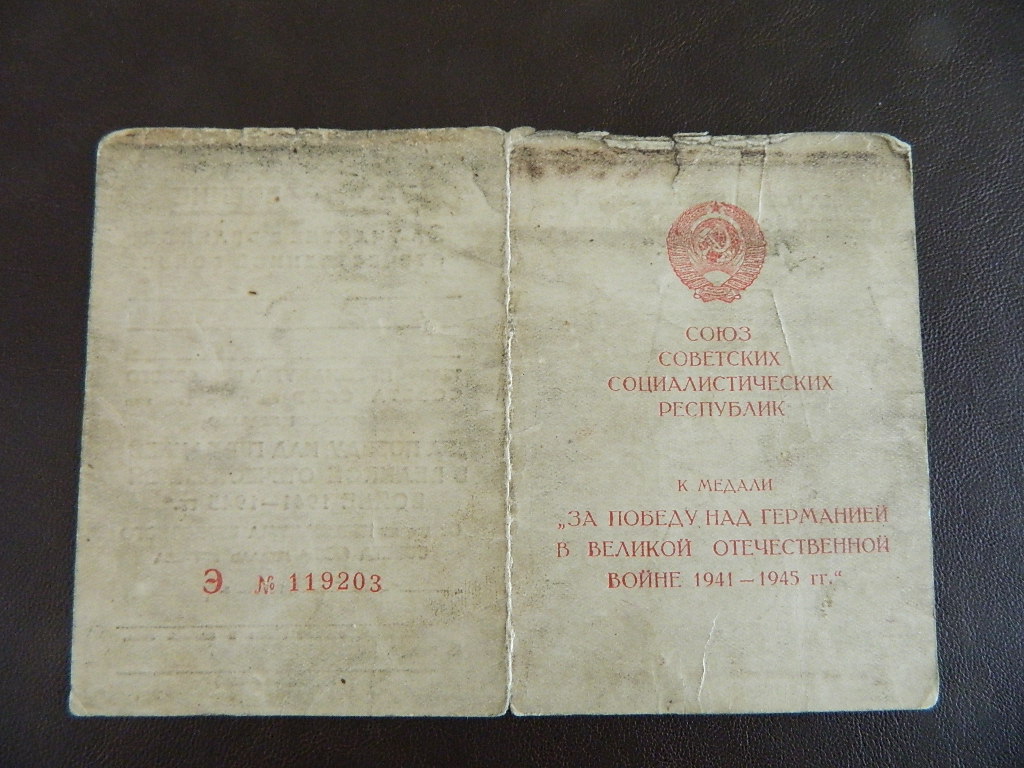 Э № 119203
СОЮЗ
СОВЕТСКИХ
СОЦИАЛИСТИЧЕСКИХ
РЕСПУБЛИК
К МЕДАЛИ
„ЗА ПОБЕДУ НАД ГЕРМАНИЕЙ
В ВЕЛИКОЙ ОТЕЧЕСТВЕННОЙ
ВОЙНЕ 1941 – 1945 гг.“